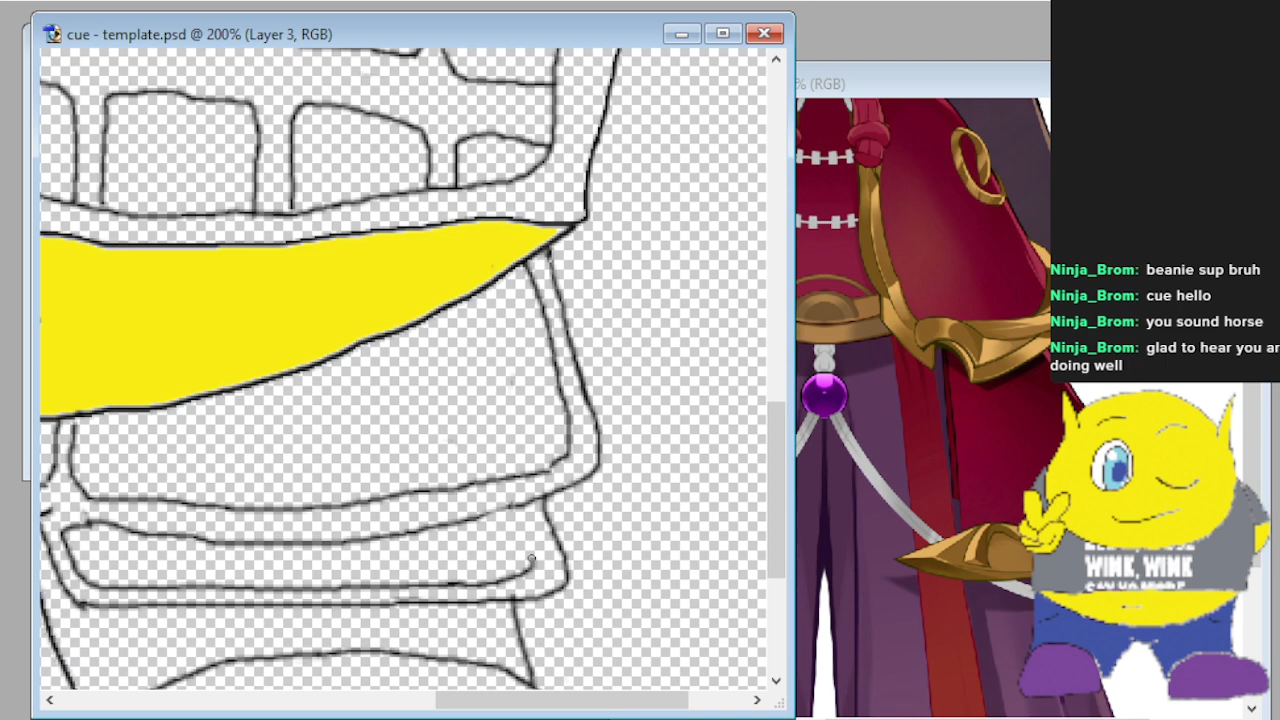 cue - template.psd @ 200% (Layer 3, RGB)
% (RGB)
Ninja_Brom: beanie sup bruh
Ninja_Brom: cue hello
Ninja_Brom: you sound horse
Ninja_Brom: glad to hear you ar
doing well
WINK, WINK